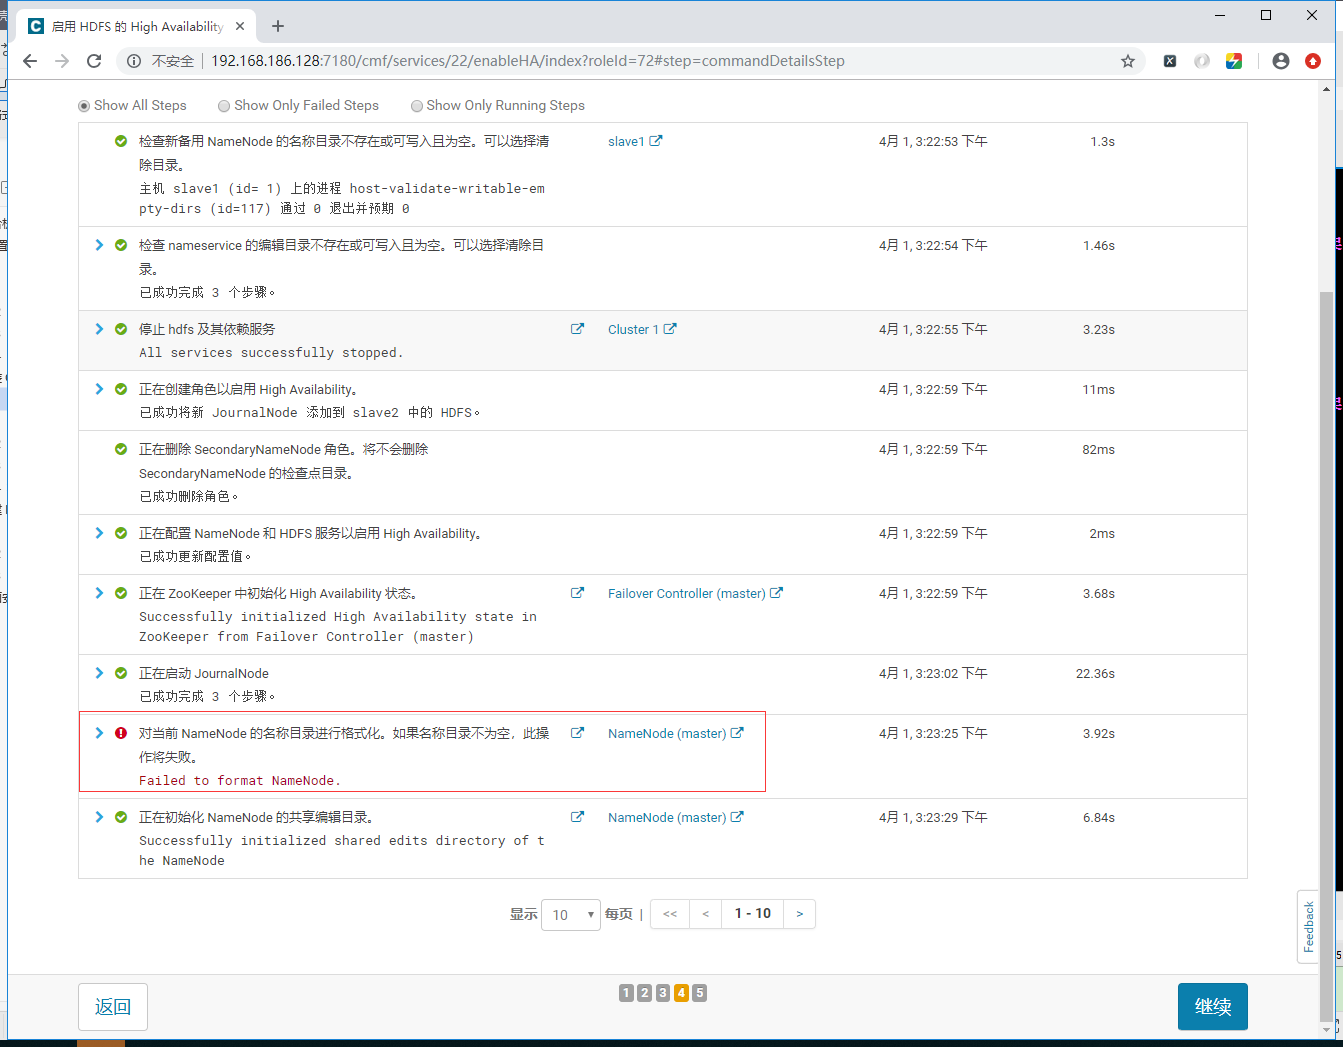 启用 HDFS 的 High Availability
不安全 | 192.168.186.128:7180/cmf/services/22/enableHA/index?roleId=72#step=commandDetailsStep
Show All Steps Show Only Failed Steps Show Only Running Steps
检查新备用 NameNode 的名称目录不存在或可写入且为空。可以选择清 slave1 4月 1, 3:22:53 下午 1.3s
除目录。
主机 slave1 (id= 1) 上的进程 host-validate-writable-em
pty-dirs (id=117) 通过 0 退出并预期 0
检查 nameservice 的编辑目录不存在或可写入且为空。可以选择清除目 4月 1, 3:22:54 下午 1.46s
录。
已成功完成 3 个步骤。
停止 hdfs 及其依赖服务 Cluster 1 4月 1, 3:22:55 下午 3.23s
All services successfully stopped.
正在创建角色以启用 High Availability。 4月 1, 3:22:59 下午 11ms
已成功将新 JournalNode 添加到 slave2 中的 HDFS。
正在删除 SecondaryNameNode 角色。将不会删除 4月 1, 3:22:59 下午 82ms
SecondaryNameNode 的检查点目录。
已成功删除角色。
正在配置 NameNode 和 HDFS 服务以启用 High Availability。 4月 1, 3:22:59 下午 2ms
已成功更新配置值。
正在 ZooKeeper 中初始化 High Availability 状态。 Failover Controller (master) 4月 1, 3:22:59 下午 3.68s
Successfully initialized High Availability state in
ZooKeeper from Failover Controller (master)
正在启动 JournalNode 4月 1, 3:23:02 下午 22.36s
已成功完成 3 个步骤。
对当前 NameNode 的名称目录进行格式化。如果名称目录不为空，此操 NameNode (master) 4月 1, 3:23:25 下午 3.92s
作将失败。
Failed to format NameNode.
正在初始化 NameNode 的共享编辑目录。 NameNode (master) 4月 1, 3:23:29 下午 6.84s
Successfully initialized shared edits directory of t
he NameNode
显示 10 每页 | << < 1 - 10 >
Feedback
返回 1 2 3 4 5 继续